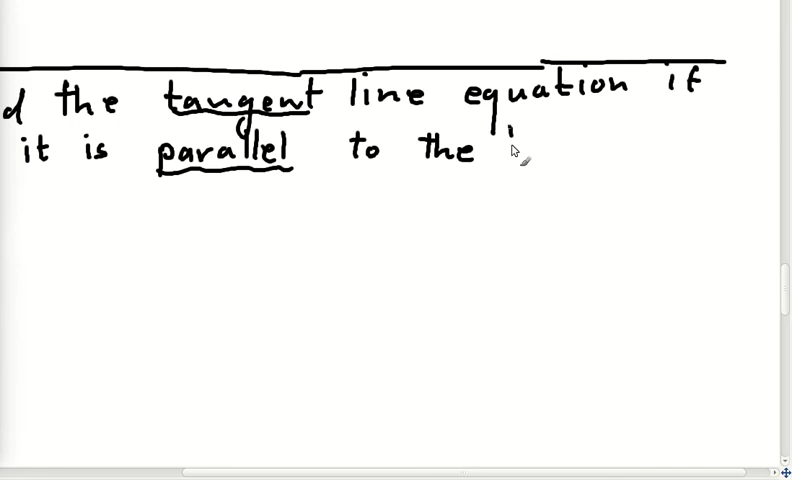 d the tangent line equation if
it is parallel to the